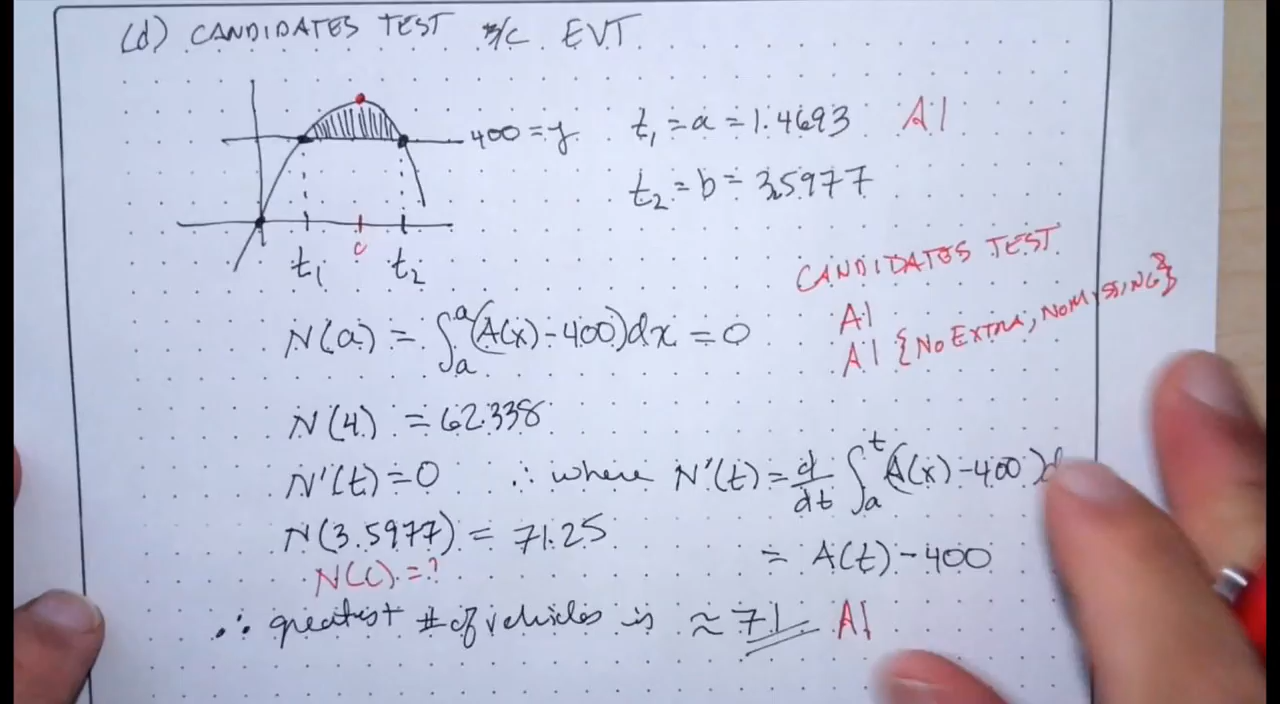 (d) CANDIDATES TEST B/C EVT
400 = y
t₁ = a = 1.4693 A1
t₂ = b = 3.5977
c
t₁ t₂
CANDIDATES TEST
A1
A1 {NO EXTRA, NO MISSING}
N(a) = ∫ₐᵃ (A(x) - 400)dx = 0
N(4) = 62.338
N'(t) = 0 ∴ where N'(t) = d/dt ∫ₐᵗ (A(x) - 400)d
N(3.5977) = 71.25
= A(t) - 400
N(c) = ?
∴ greatest # of vehicles is ≈ 71 A1